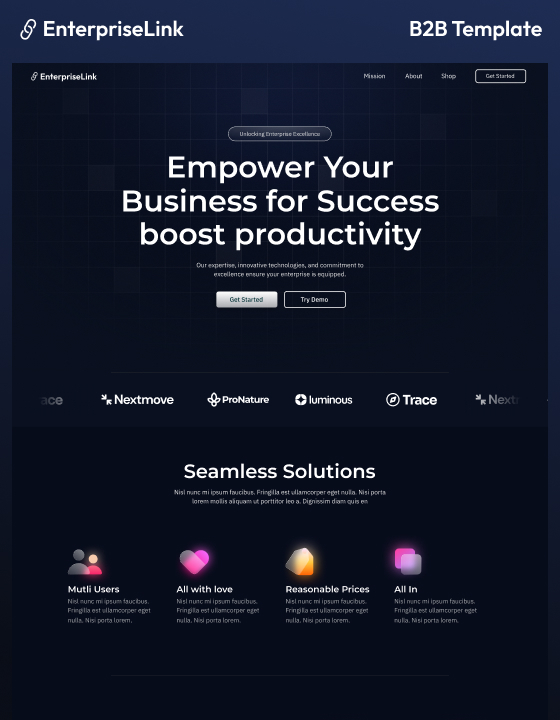 EnterpriseLink
B2B Template
EnterpriseLink
Mission
About
Shop
Get Started
Unlocking Enterprise Excellence
Empower Your
Business for Success
boost productivity
Our expertise, innovative technologies, and commitment to
excellence ensure your enterprise is equipped.
Get Started
Try Demo
ace
Nextmove
ProNature
luminous
Trace
Nextr
Seamless Solutions
Nisl nunc mi ipsum faucibus. Fringilla est ullamcorper eget nulla. Nisi porta
lorem mollis aliquam ut porttitor leo a. Dignissim diam quis en
Mutli Users
Nisl nunc mi ipsum faucibus.
Fringilla est ullamcorper eget
nulla. Nisi porta lorem.
All with love
Nisl nunc mi ipsum faucibus.
Fringilla est ullamcorper eget
nulla. Nisi porta lorem.
Reasonable Prices
Nisl nunc mi ipsum faucibus.
Fringilla est ullamcorper eget
nulla. Nisi porta lorem.
All In
Nisl nunc mi ipsum faucibus.
Fringilla est ullamcorper eget
nulla. Nisi porta lorem.